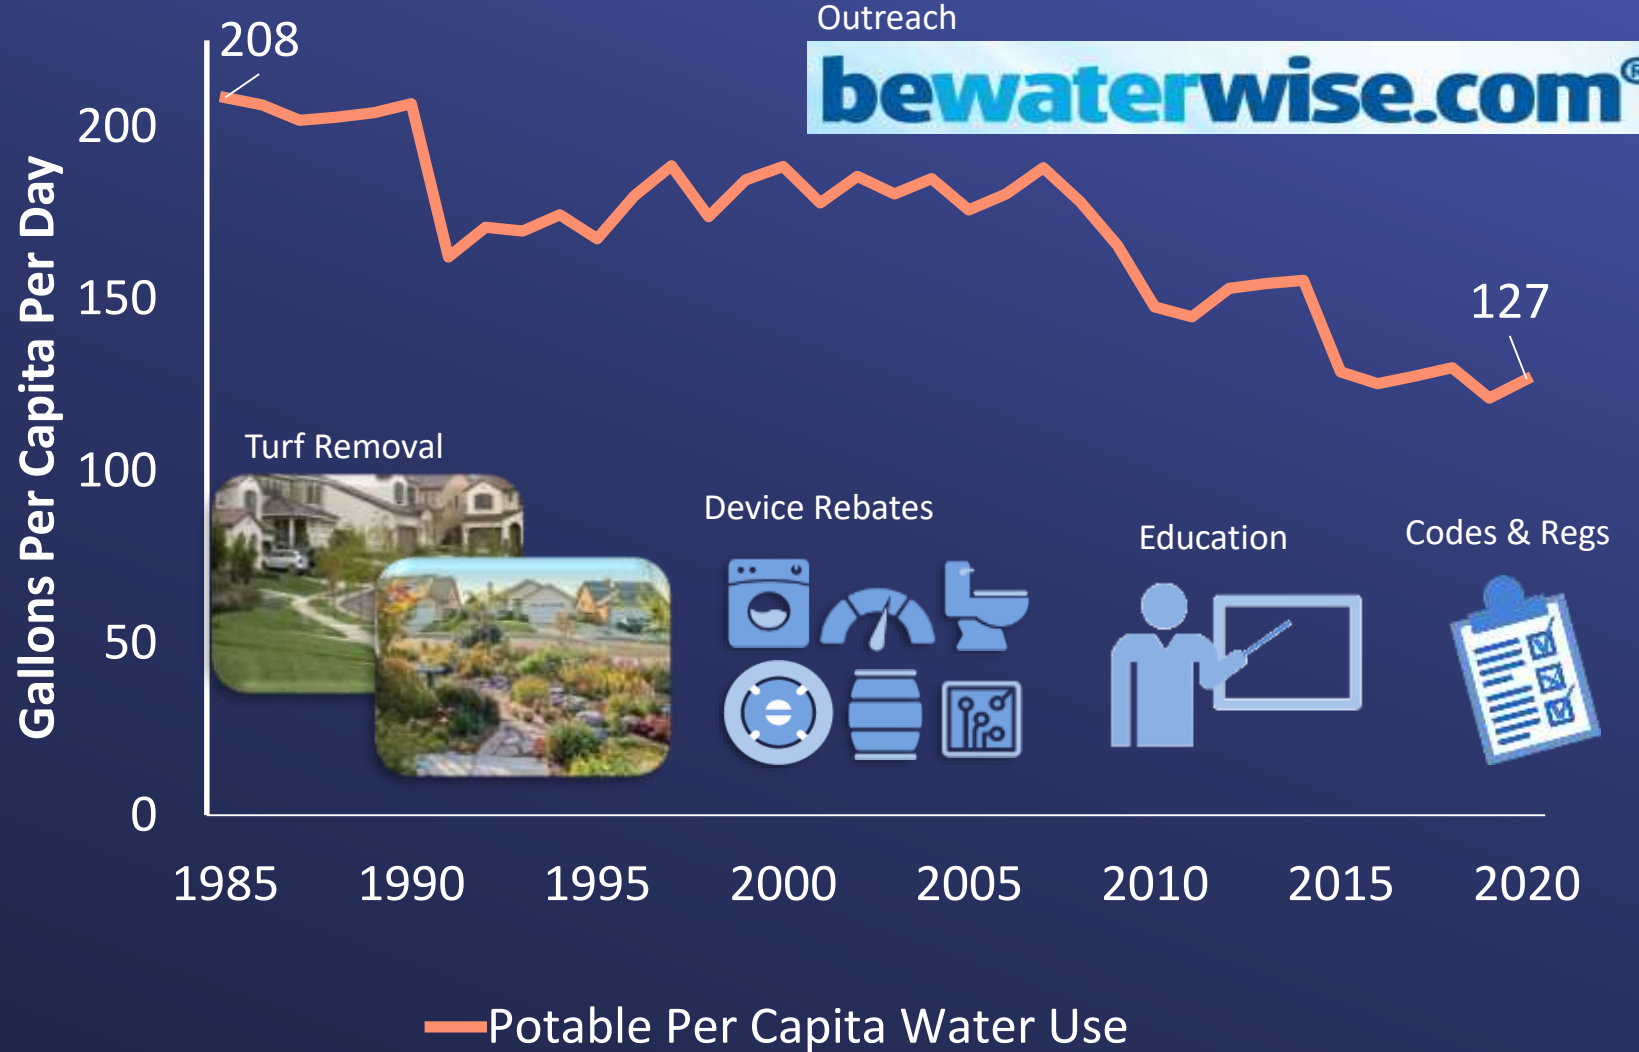 Outreach
bewaterwise.com®
208
200
150
127
100
50
0
Gallons Per Capita Per Day
Turf Removal
Device Rebates
Education
Codes & Regs
1985 1990 1995 2000 2005 2010 2015 2020
Potable Per Capita Water Use